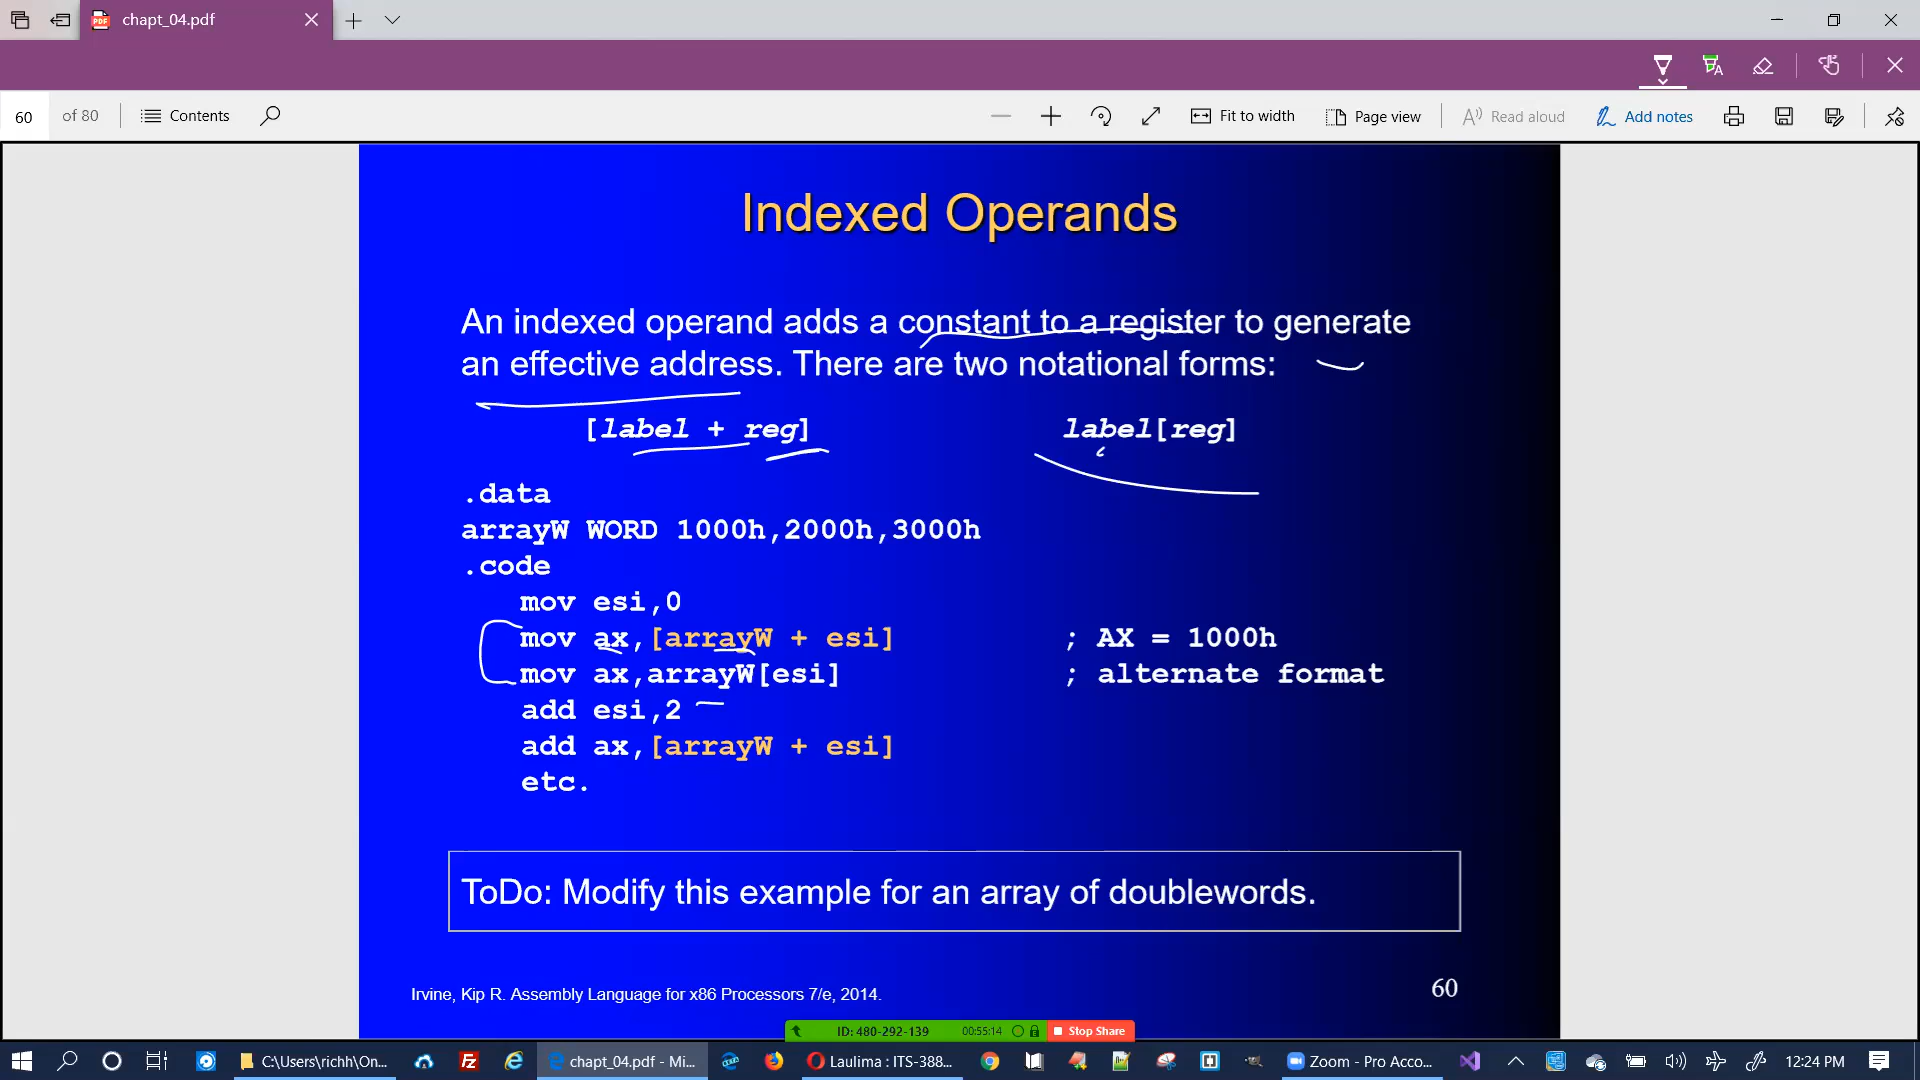 chapt_04.pdf
60 of 80 Contents Fit to width Page view Read aloud Add notes
Indexed Operands
An indexed operand adds a constant to a register to generate
an effective address. There are two notational forms:
[label + reg] label[reg]
.data
arrayW WORD 1000h,2000h,3000h
.code
mov esi,0
mov ax,[arrayW + esi] ; AX = 1000h
mov ax,arrayW[esi] ; alternate format
add esi,2
add ax,[arrayW + esi]
etc.
ToDo: Modify this example for an array of doublewords.
Irvine, Kip R. Assembly Language for x86 Processors 7/e, 2014. 60
ID: 480-292-139 00:55:14 Stop Share
C:\Users\richh\On... chapt_04.pdf - Mi... Laulima : ITS-388... Zoom - Pro Acco... 12:24 PM